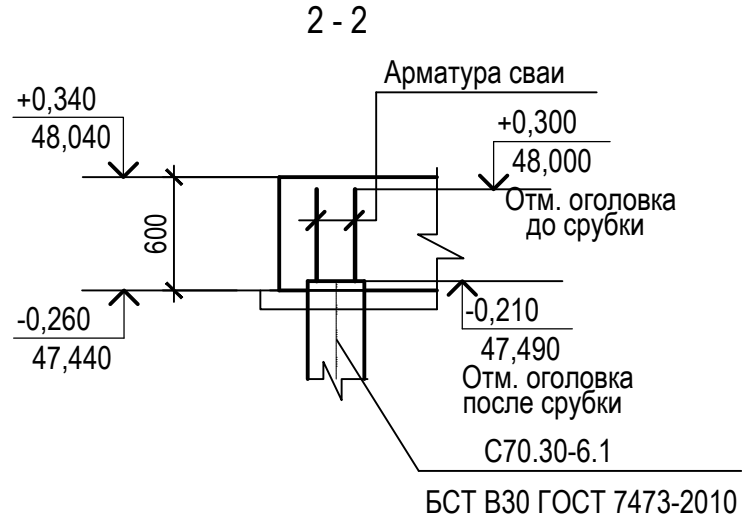 2 - 2
Арматура сваи
+0,340
48,040
+0,300
48,000
Отм. оголовка
до срубки
600
-0,260
47,440
-0,210
47,490
Отм. оголовка
после срубки
С70.30-6.1
БСТ В30 ГОСТ 7473-2010